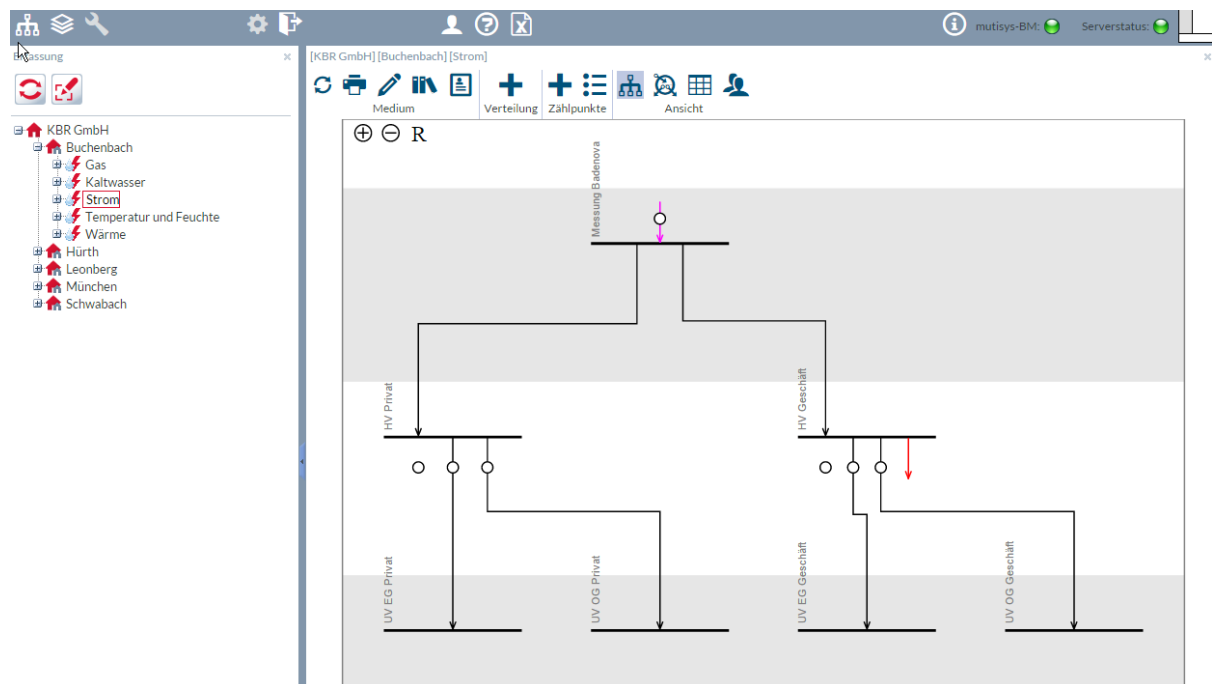 mutisys-BM:
Serverstatus:
[KBR GmbH] [Buchenbach] [Strom]
Medium
Verteilung
Zählpunkte
Ansicht
KBR GmbH
Buchenbach
Gas
Kaltwasser
Strom
Temperatur und Feuchte
Wärme
Hürth
Leonberg
München
Schwabach
R
Messung Badenova
HV Privat
HV Geschäft
UV EG Privat
UV OG Privat
UV EG Geschäft
UV OG Geschäft